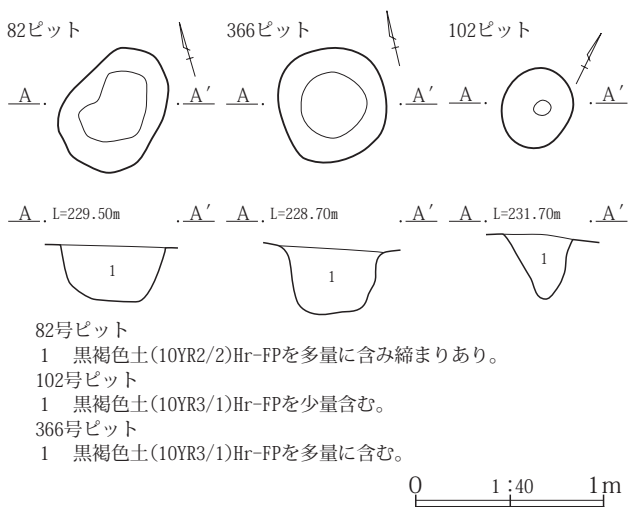 82ピット 366ピット 102ピット
A A′ A A′ A A′
A L=229.50m A′ A L=228.70m A′ A L=231.70m A′
1 1 1
82号ピット
1 黒褐色土(10YR2/2)Hr-FPを多量に含み締まりあり。
102号ピット
1 黒褐色土(10YR3/1)Hr-FPを少量含む。
366号ピット
1 黒褐色土(10YR3/1)Hr-FPを多量に含む。
0 1:40 1m